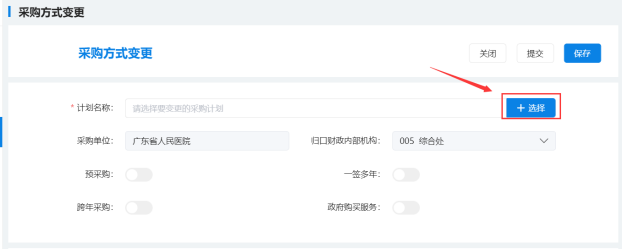 采购方式变更
采购方式变更 关闭 提交 保存
* 计划名称: 请选择要变更的采购计划 + 选择
采购单位: 广东省人民医院 归口财政内部机构: 005 综合处
预采购: 一签多年:
跨年采购: 政府购买服务: